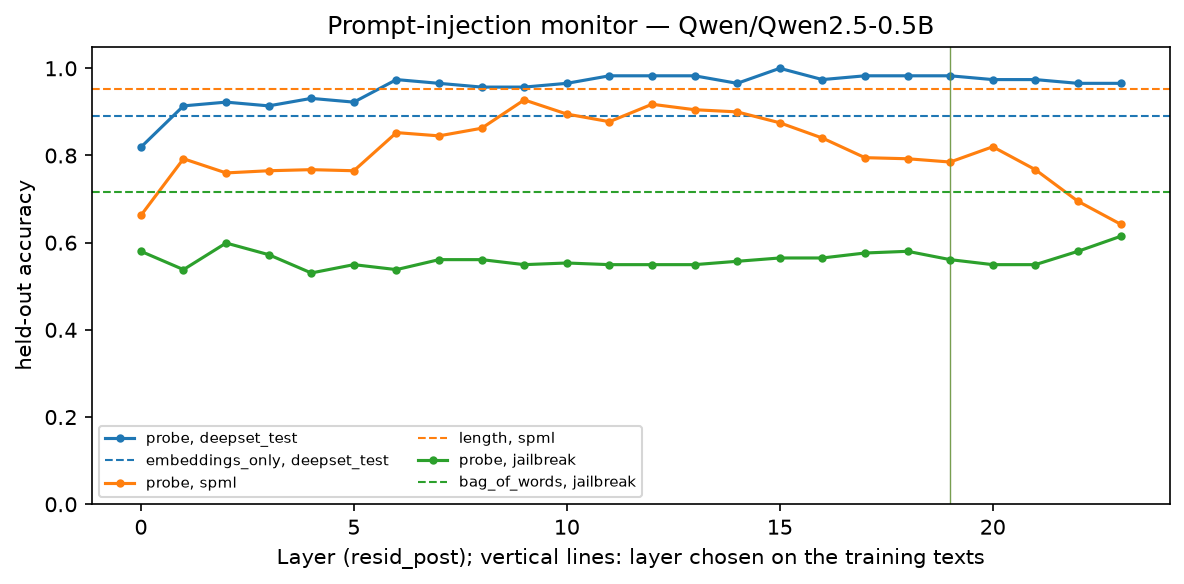 Prompt-injection monitor — Qwen/Qwen2.5-0.5B
held-out accuracy
1.0
0.8
0.6
0.4
0.2
0.0
probe, deepset_test
embeddings_only, deepset_test
probe, spml
length, spml
probe, jailbreak
bag_of_words, jailbreak
0 5 10 15 20
Layer (resid_post); vertical lines: layer chosen on the training texts